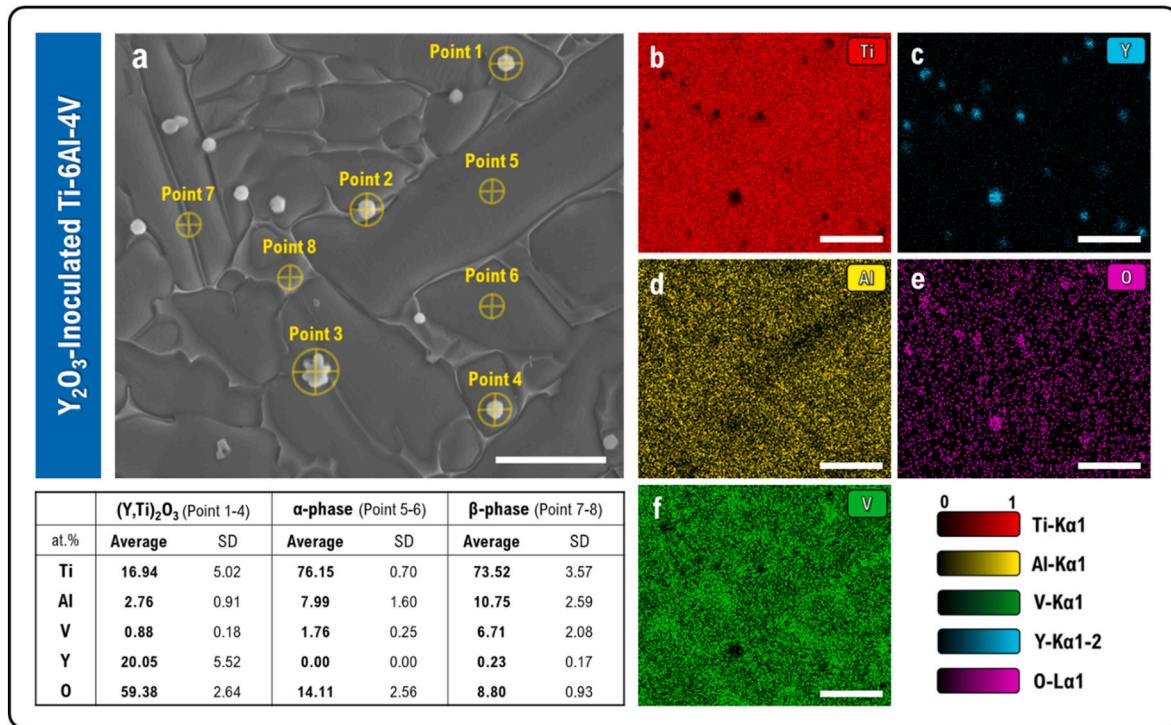 Y₂O₃-Inoculated Ti-6Al-4V
a
Point 1
Point 2
Point 5
Point 7
Point 8
Point 6
Point 3
Point 4
b
Ti
c
Y
d
Al
e
O
f
V
(Y,Ti)₂O₃ (Point 1-4) α-phase (Point 5-6) β-phase (Point 7-8)
at.% Average SD Average SD Average SD
Ti 16.94 5.02 76.15 0.70 73.52 3.57
Al 2.76 0.91 7.99 1.60 10.75 2.59
V 0.88 0.18 1.76 0.25 6.71 2.08
Y 20.05 5.52 0.00 0.00 0.23 0.17
O 59.38 2.64 14.11 2.56 8.80 0.93
0 1
Ti-Kα1
Al-Kα1
V-Kα1
Y-Kα1-2
O-Lα1